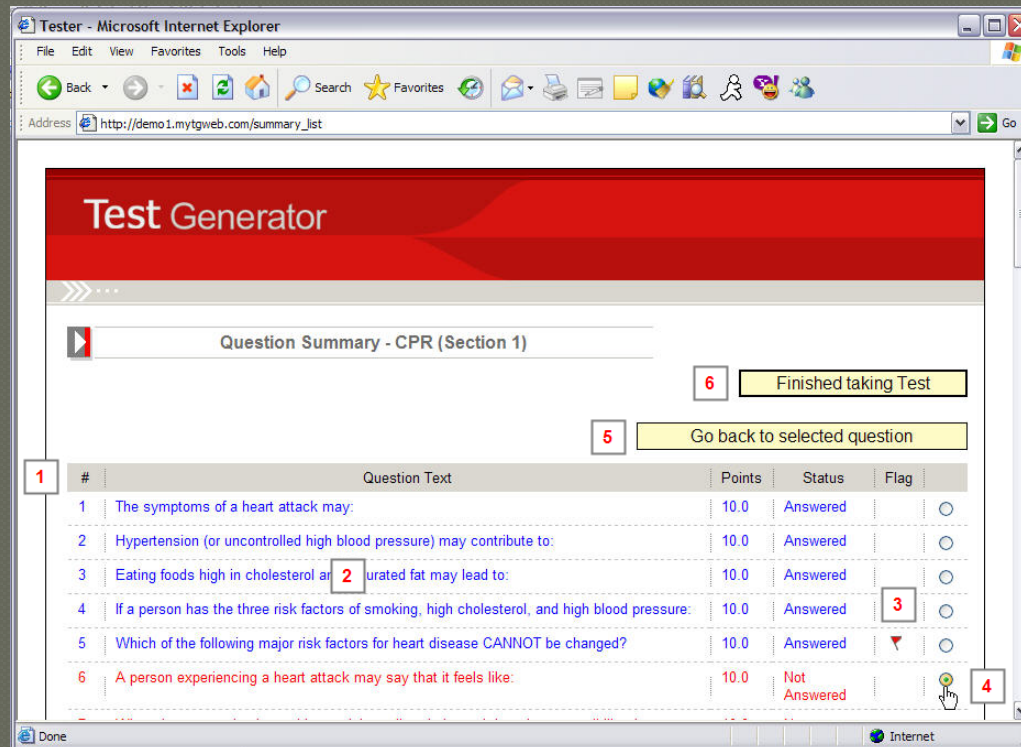 Tester - Microsoft Internet Explorer
File Edit View Favorites Tools Help
Back Search Favorites
Address http://demo1.mytgweb.com/summary_list Go
Test Generator
Question Summary - CPR (Section 1)
6 Finished taking Test
5 Go back to selected question
1 # Question Text Points Status Flag
1 The symptoms of a heart attack may: 10.0 Answered
2 Hypertension (or uncontrolled high blood pressure) may contribute to: 10.0 Answered
3 Eating foods high in cholesterol an 2 urated fat may lead to: 10.0 Answered
4 If a person has the three risk factors of smoking, high cholesterol, and high blood pressure: 10.0 Answered 3
5 Which of the following major risk factors for heart disease CANNOT be changed? 10.0 Answered
6 A person experiencing a heart attack may say that it feels like: 10.0 Not
Answered 4
Done Internet